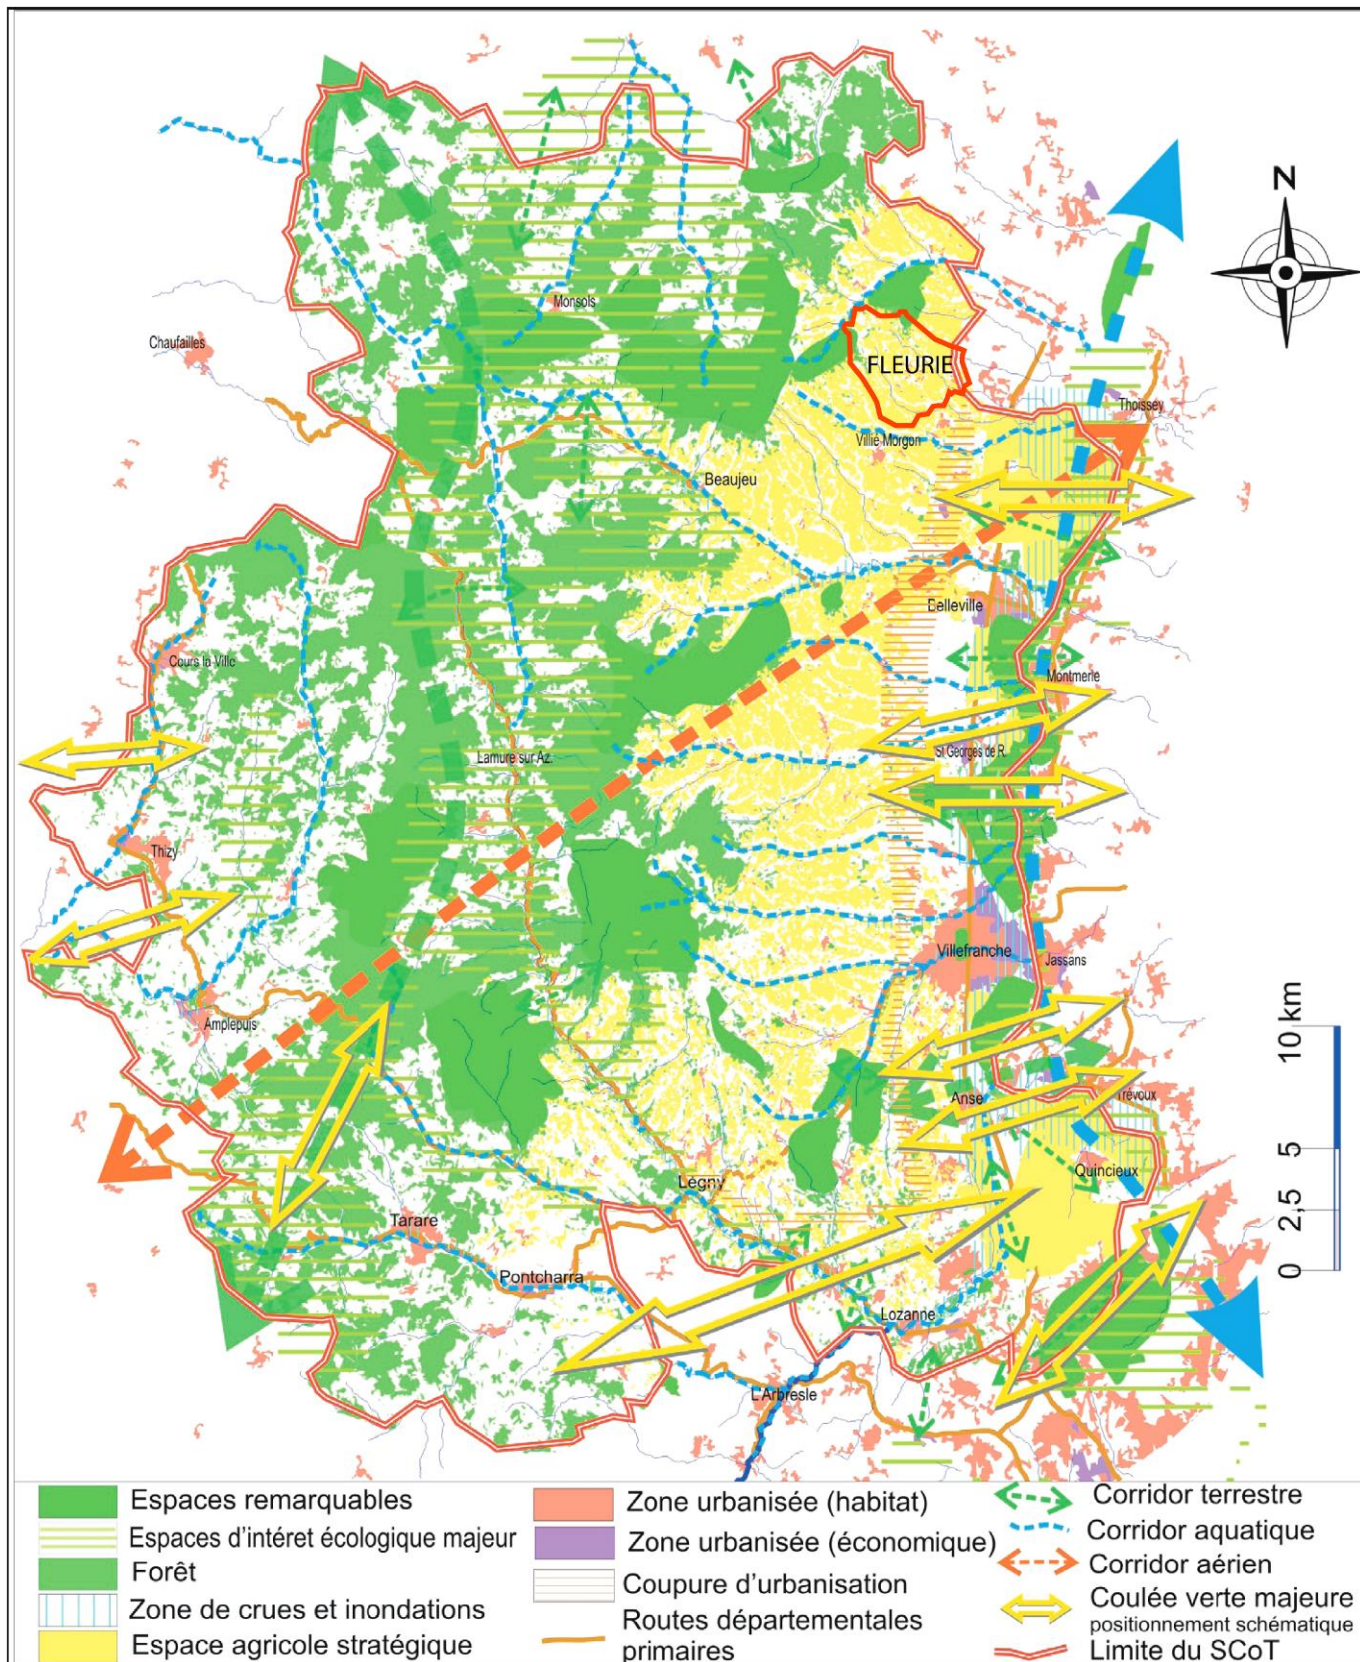 N
Monsols
Chaufailles
FLEURIE
Thoissey
Villié Morgon
Beaujeu
Belleville
Cours la Ville
Montmerle
Lamure sur Az.
St Georges de R.
Thizy
Villefranche
Jassans
Amplepuis
10 km
5
2,5
0
Anse
Trévoux
Quincieux
Legny
Tarare
Pontcharra
Lozanne
L'Arbresle
Espaces remarquables
Espaces d'intéret écologique majeur
Forêt
Zone de crues et inondations
Espace agricole stratégique
Zone urbanisée (habitat)
Zone urbanisée (économique)
Coupure d'urbanisation
Routes départementales
primaires
Corridor terrestre
Corridor aquatique
Corridor aérien
Coulée verte majeure
positionnement schématique
Limite du SCoT